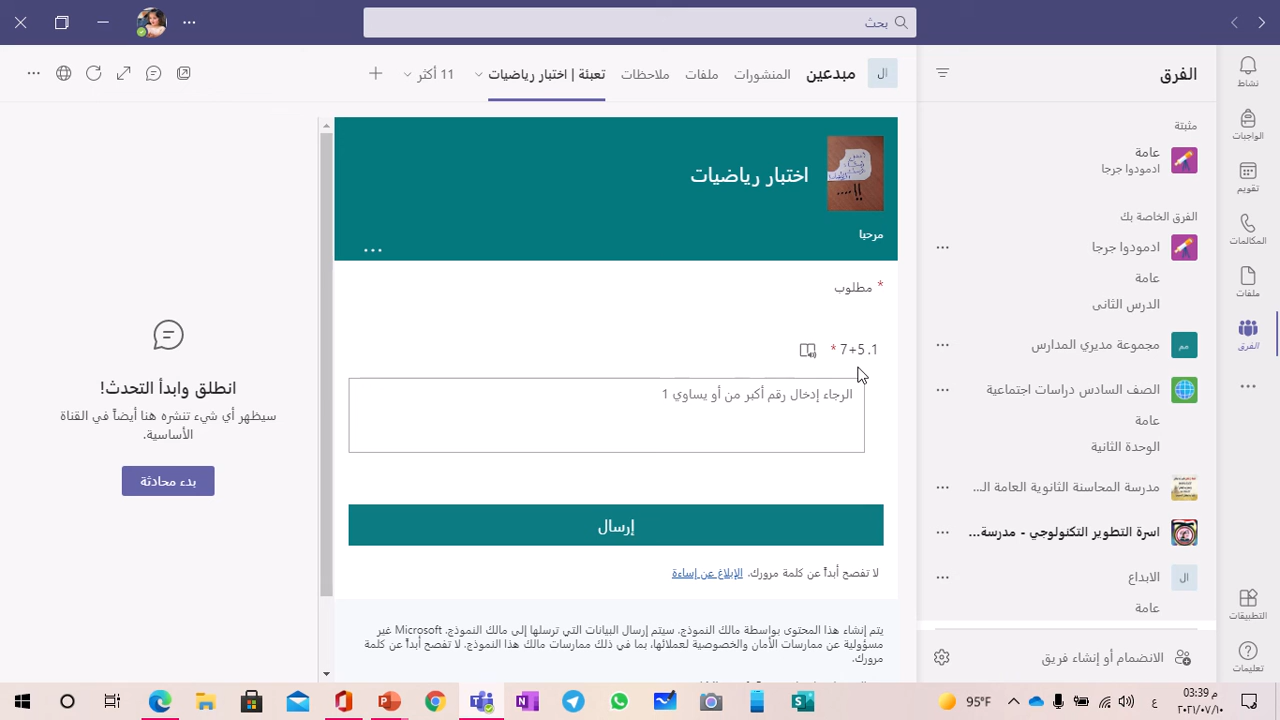 بحث
الفرق
مثبتة
عامة
ادمودوا جرجا
الفرق الخاصة بك
ادمودوا جرجا
عامة
الدرس الثانى
مجموعة مديري المدارس
مم
الصف السادس دراسات اجتماعية
عامة
الوحدة الثانية
مدرسة المحاسنة الثانوية العامة الـ...
اسرة التطوير التكنولوجي - مدرسة...
ال
الابداع
عامة
الانضمام أو إنشاء فريق
نشاط
الواجبات
تقويم
المكالمات
ملفات
الفرق
التطبيقات
تعليمات
ال
مبدعين
المنشورات
ملفات
ملاحظات
تعبئة | اختبار رياضيات
11 أكثر
اختبار رياضيات
مرحبا
* مطلوب
1. 7+5 *
الرجاء إدخال رقم أكبر من أو يساوي 1
إرسال
لا تفصح أبداً عن كلمة مرورك. الإبلاغ عن إساءة
يتم إنشاء هذا المحتوى بواسطة مالك النموذج. سيتم إرسال البيانات التي ترسلها إلى مالك النموذج. Microsoft غير
مسؤولية عن ممارسات الأمان والخصوصية لعملائها، بما في ذلك ممارسات مالك هذا النموذج. لا تفصح أبداً عن كلمة
مرورك.
انطلق وابدأ التحدث!
سيظهر أي شيء تنشره هنا أيضاً في القناة
الأساسية.
بدء محادثة
95°F
ع
03:39 م
٢٠٢١/٠٨/٠٢